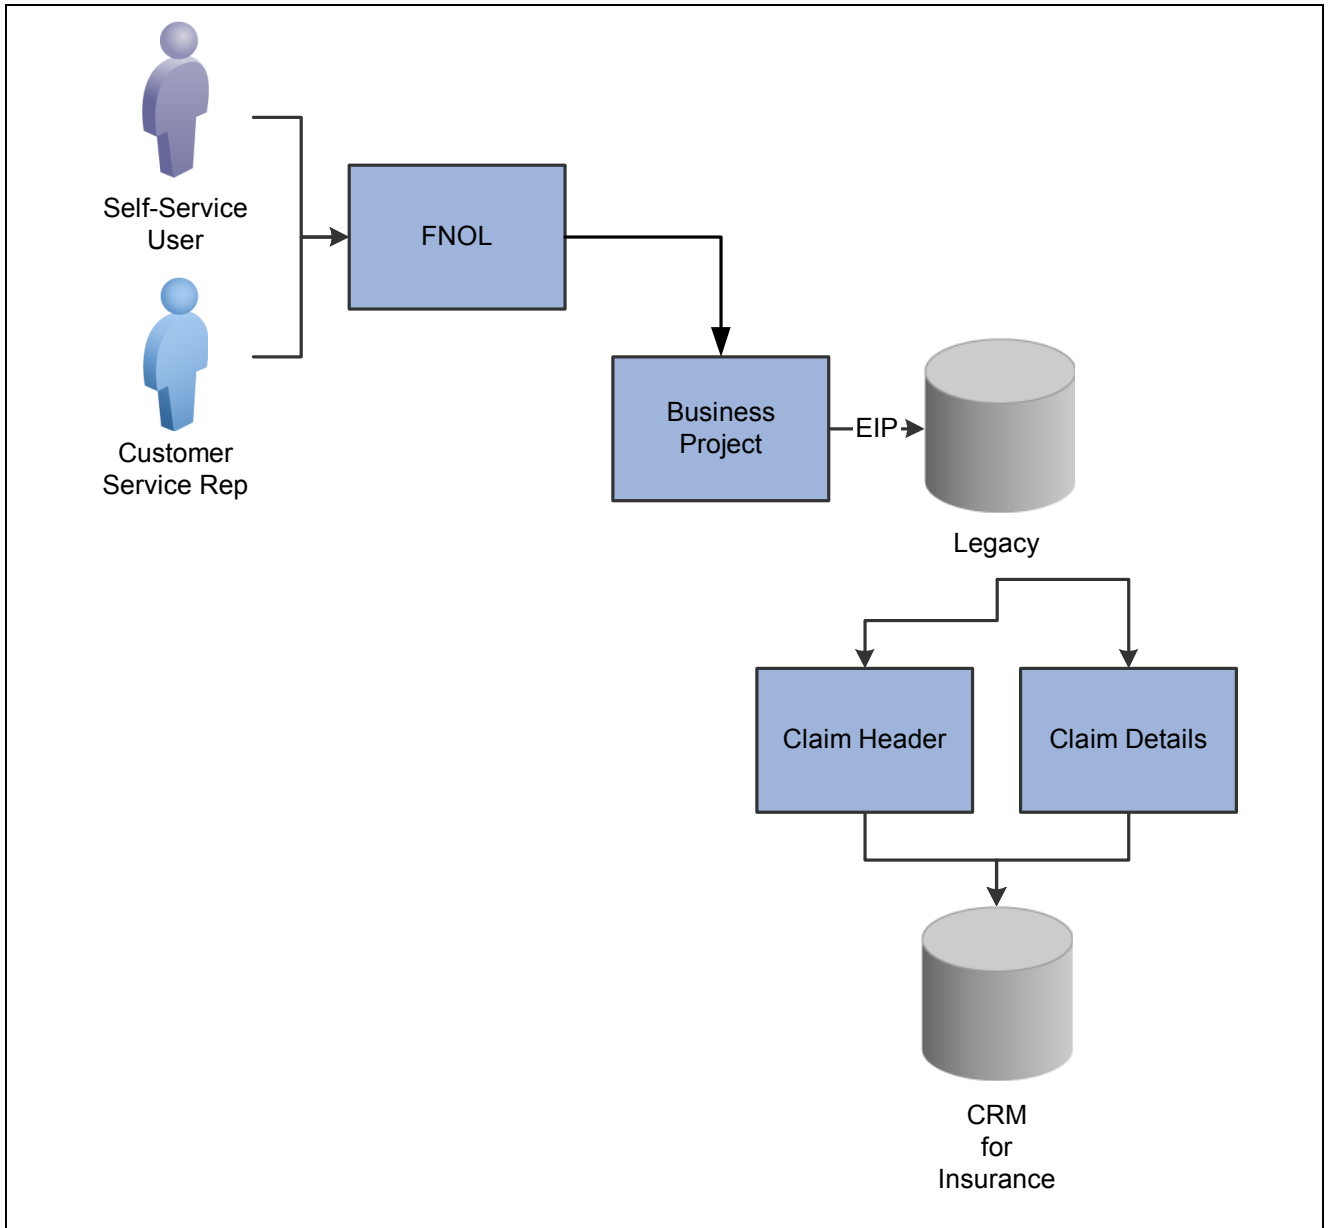 Self-Service
User
FNOL
Customer
Service Rep
Business
Project
EIP
Legacy
Claim Header
Claim Details
CRM
for
Insurance